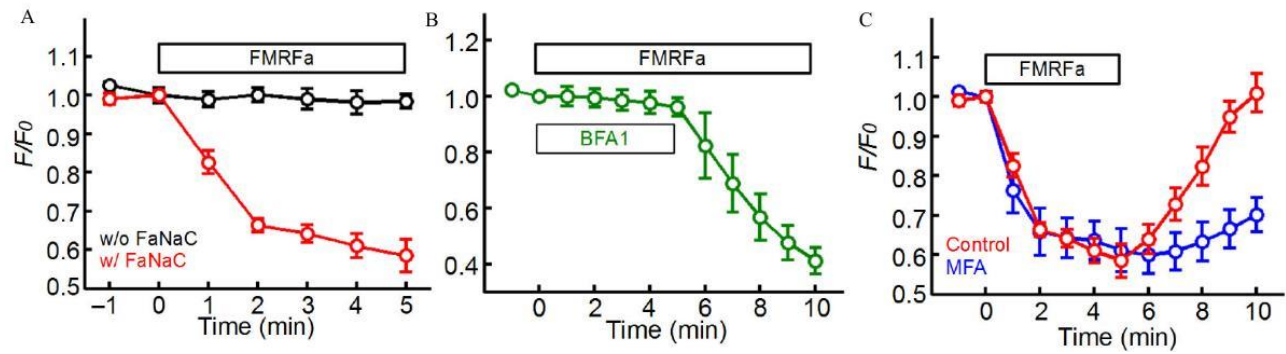 A
F/F0
1.1
1.0
0.9
0.8
0.7
0.6
0.5
FMRFa
w/o FaNaC
w/ FaNaC
−1 0 1 2 3 4 5
Time (min)
B
1.2
1.0
0.8
0.6
0.4
FMRFa
BFA1
0 2 4 6 8 10
Time (min)
C
F/F0
1.1
1.0
0.9
0.8
0.7
0.6
0.5
FMRFa
Control
MFA
0 2 4 6 8 10
Time (min)